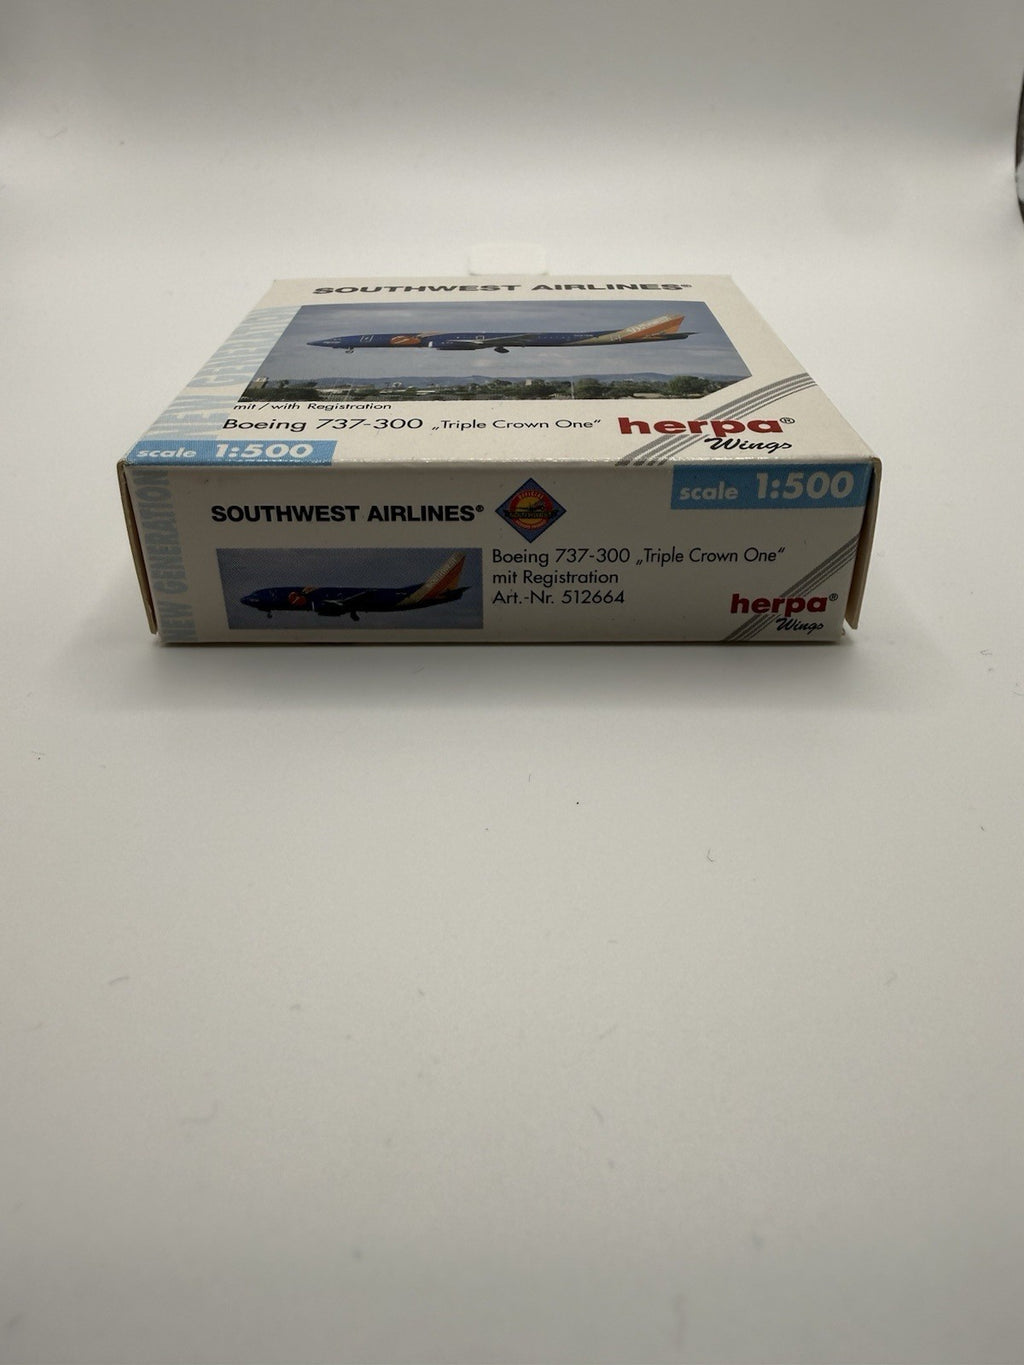 SOUTHWEST AIRLINES®
NEW GENERATION
mit / with Registration
Boeing 737-300 „Triple Crown One“
herpa®
Wings
scale 1:500
NEW GENERATION
SOUTHWEST AIRLINES®
scale 1:500
Boeing 737-300 „Triple Crown One“
mit Registration
Art.-Nr. 512664
herpa®
Wings